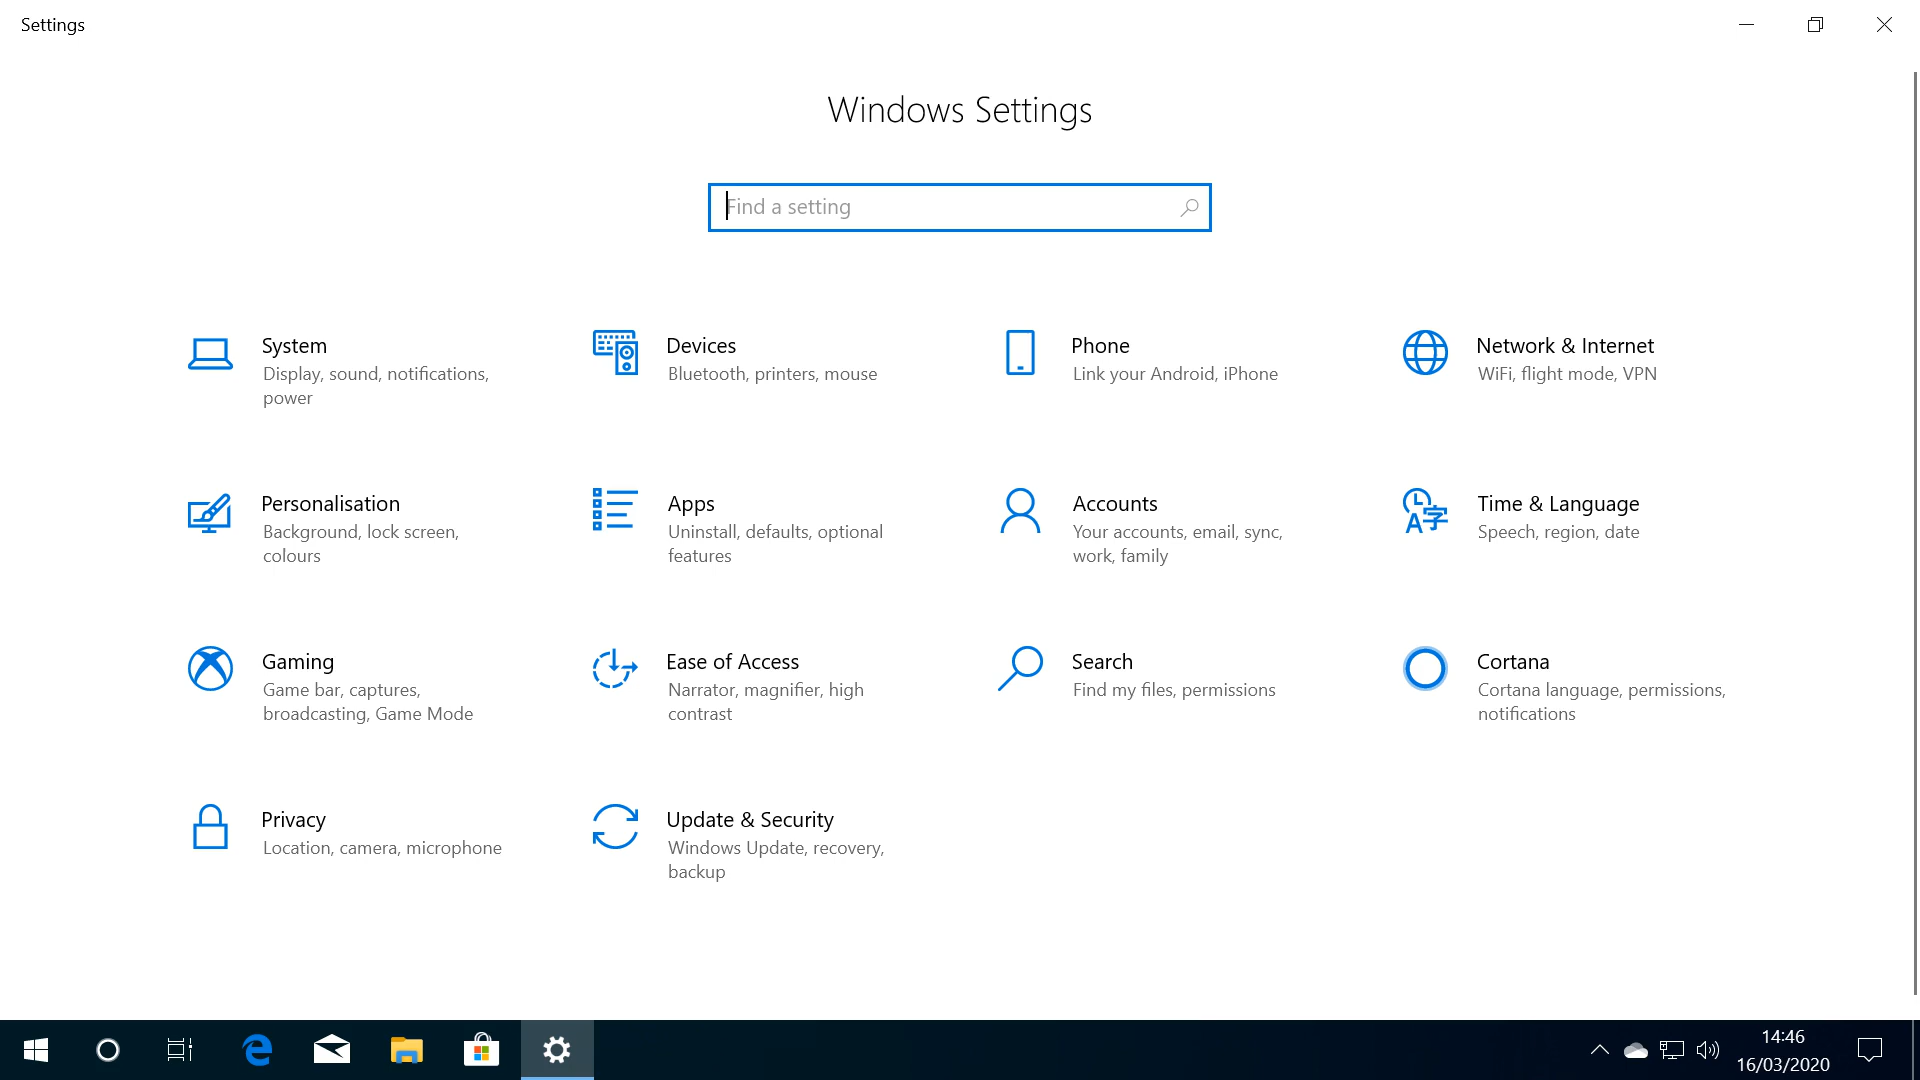 Settings
Windows Settings
Find a setting
System
Display, sound, notifications,
power
Devices
Bluetooth, printers, mouse
Phone
Link your Android, iPhone
Network & Internet
WiFi, flight mode, VPN
Personalisation
Background, lock screen,
colours
Apps
Uninstall, defaults, optional
features
Accounts
Your accounts, email, sync,
work, family
Time & Language
Speech, region, date
Gaming
Game bar, captures,
broadcasting, Game Mode
Ease of Access
Narrator, magnifier, high
contrast
Search
Find my files, permissions
Cortana
Cortana language, permissions,
notifications
Privacy
Location, camera, microphone
Update & Security
Windows Update, recovery,
backup
14:46
16/03/2020